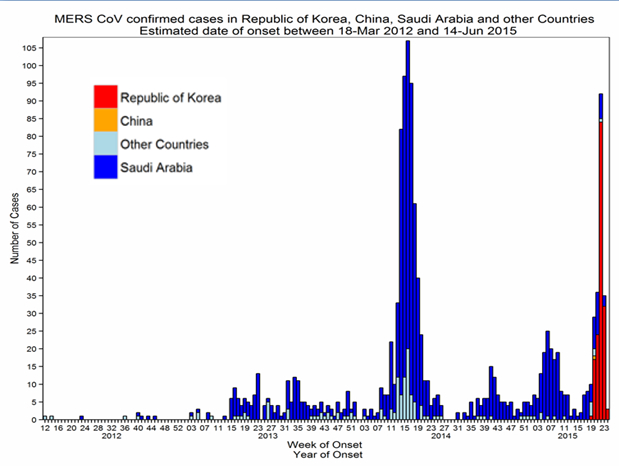 MERS CoV confirmed cases in Republic of Korea, China, Saudi Arabia and other Countries
Estimated date of onset between 18-Mar 2012 and 14-Jun 2015
105
100
95
90
85
80
75
70
65
60
55
50
45
40
35
30
25
20
15
10
5
0
Number of Cases
Republic of Korea
China
Other Countries
Saudi Arabia
12 16 20 24 28 32 36 40 44 48 52 03 07 11 15 19 23 27 31 35 39 43 47 51 03 07 11 15 19 23 27 31 35 39 43 47 51 03 07 11 15 19 23
2012 2013 2014 2015
Week of Onset
Year of Onset